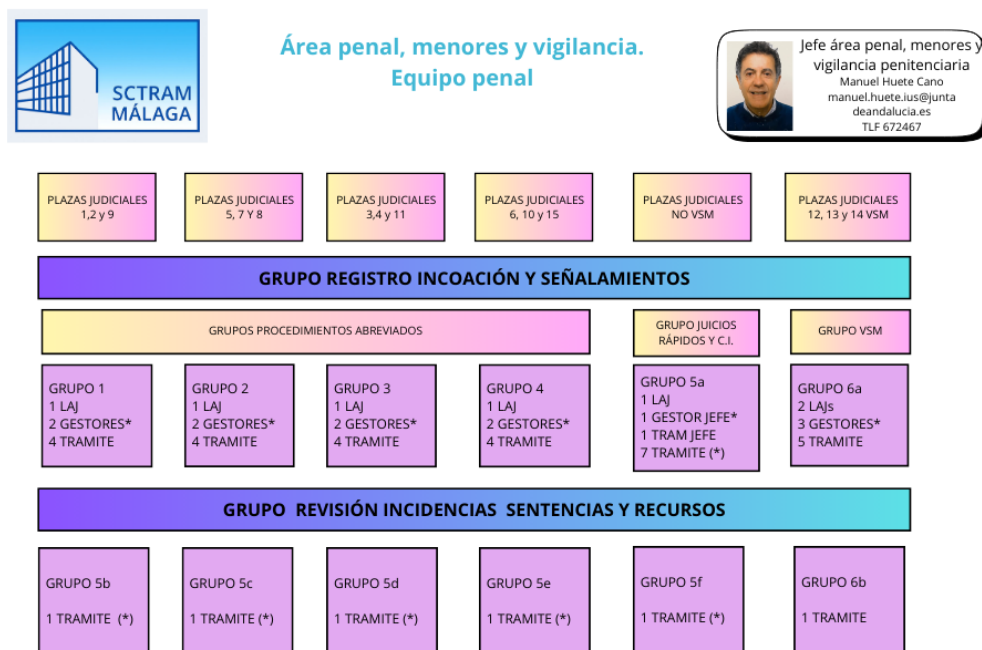 SCTRAM
MÁLAGA
Área penal, menores y vigilancia.
Equipo penal
Jefe área penal, menores y
vigilancia penitenciaria
Manuel Huete Cano
manuel.huete.ius@junta
deandalucia.es
TLF 672467
PLAZAS JUDICIALES
1,2 y 9
PLAZAS JUDICIALES
5, 7 Y 8
PLAZAS JUDICIALES
3,4 y 11
PLAZAS JUDICIALES
6, 10 y 15
PLAZAS JUDICIALES
NO VSM
PLAZAS JUDICIALES
12, 13 y 14 VSM
GRUPO REGISTRO INCOACIÓN Y SEÑALAMIENTOS
GRUPOS PROCEDIMIENTOS ABREVIADOS
GRUPO JUICIOS
RÁPIDOS Y C.I.
GRUPO VSM
GRUPO 1
1 LAJ
2 GESTORES*
4 TRAMITE
GRUPO 2
1 LAJ
2 GESTORES*
4 TRAMITE
GRUPO 3
1 LAJ
2 GESTORES*
4 TRAMITE
GRUPO 4
1 LAJ
2 GESTORES*
4 TRAMITE
GRUPO 5a
1 LAJ
1 GESTOR JEFE*
1 TRAM JEFE
7 TRAMITE (*)
GRUPO 6a
2 LAJs
3 GESTORES*
5 TRAMITE
GRUPO  REVISIÓN INCIDENCIAS  SENTENCIAS Y RECURSOS
GRUPO 5b
1 TRAMITE  (*)
GRUPO 5c
1 TRAMITE (*)
GRUPO 5d
1 TRAMITE (*)
GRUPO 5e
1 TRAMITE (*)
GRUPO 5f
1 TRAMITE (*)
GRUPO 6b
1 TRAMITE